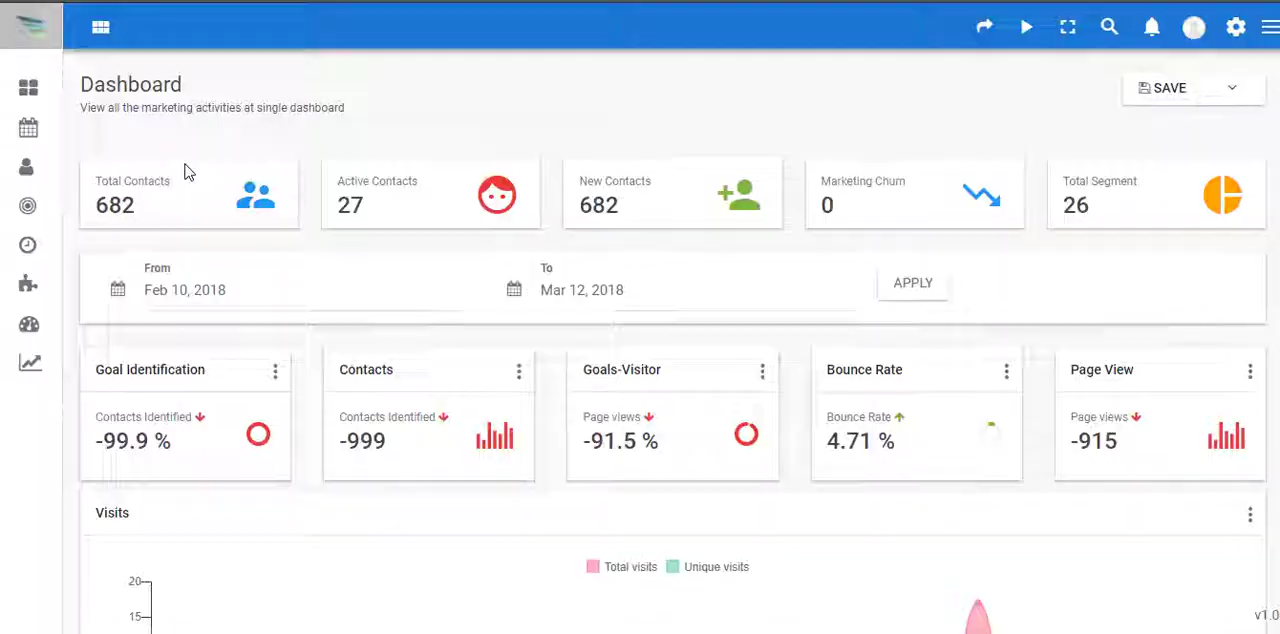 Dashboard
SAVE
View all the marketing activities at single dashboard
Total Contacts
682
Active Contacts
27
New Contacts
682
Marketing Churn
0
Total Segment
26
From
Feb 10, 2018
To
Mar 12, 2018
APPLY
Goal Identification
Contacts Identified
-99.9 %
Contacts
Contacts Identified
-999
Goals-Visitor
Page views
-91.5 %
Bounce Rate
Bounce Rate
4.71 %
Page View
Page views
-915
Visits
Total visits Unique visits
20
15
v1.0